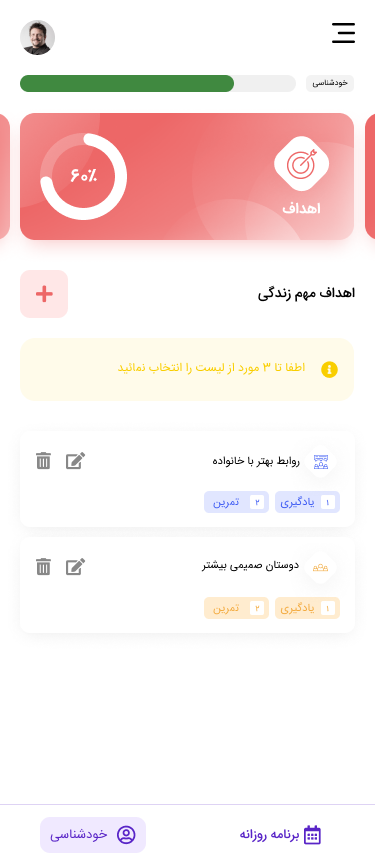 خودشناسی
۶۰٪
اهداف
اهداف مهم زندگی
اطفا تا ۳ مورد از لیست را انتخاب نمائید
روابط بهتر با خانواده
۱ یادگیری ۲ تمرین
دوستان صمیمی بیشتر
۱ یادگیری ۲ تمرین
برنامه روزانه خودشناسی